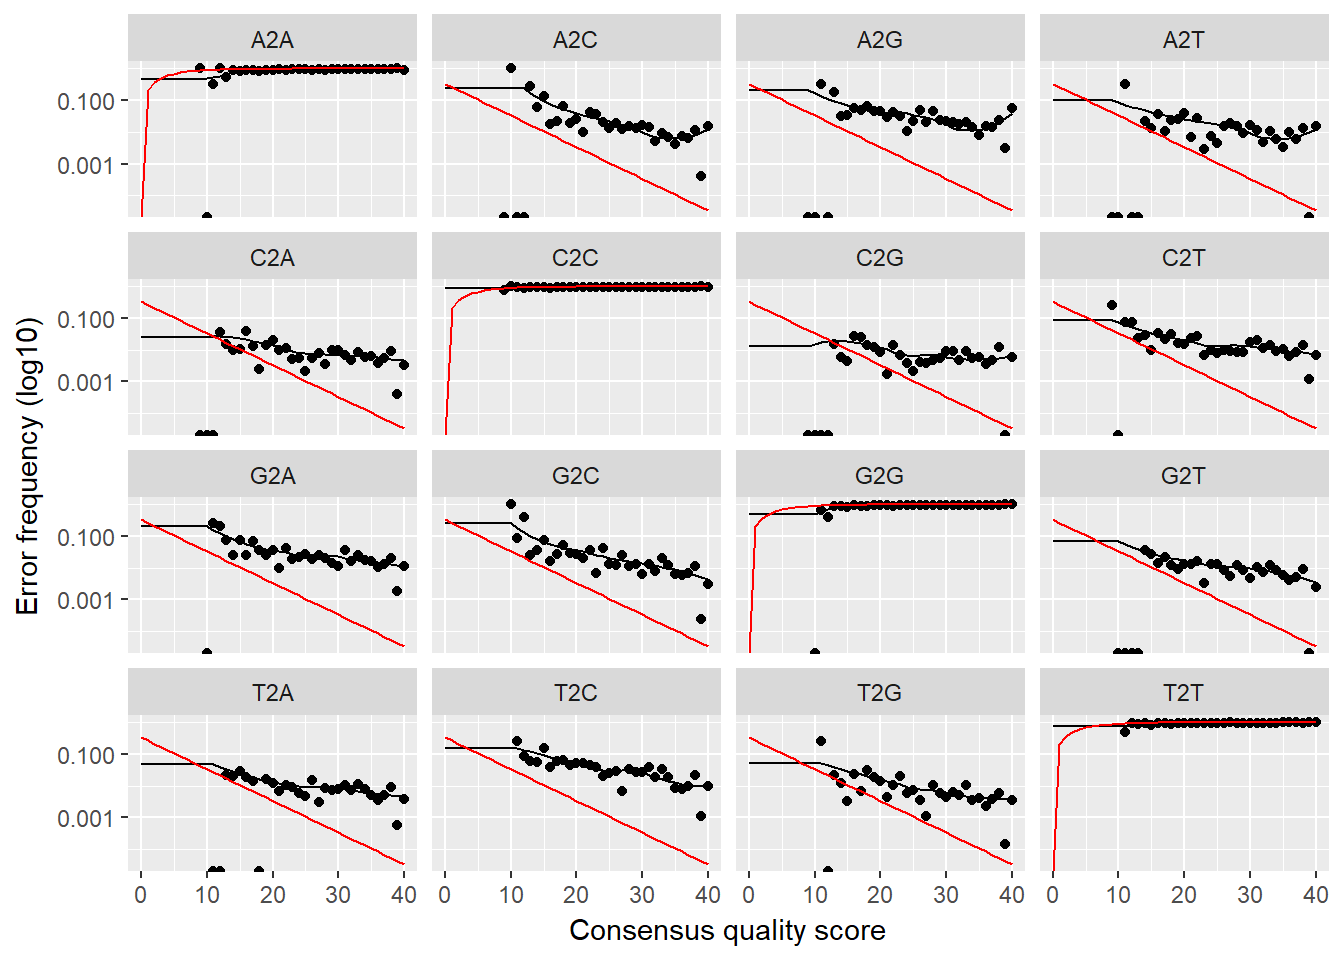 A2A A2C A2G A2T
0.100
0.001
C2A C2C C2G C2T
0.100
0.001
G2A G2C G2G G2T
0.100
0.001
T2A T2C T2G T2T
0.100
0.001
0 10 20 30 40 0 10 20 30 40 0 10 20 30 40 0 10 20 30 40
Consensus quality score
Error frequency (log10)